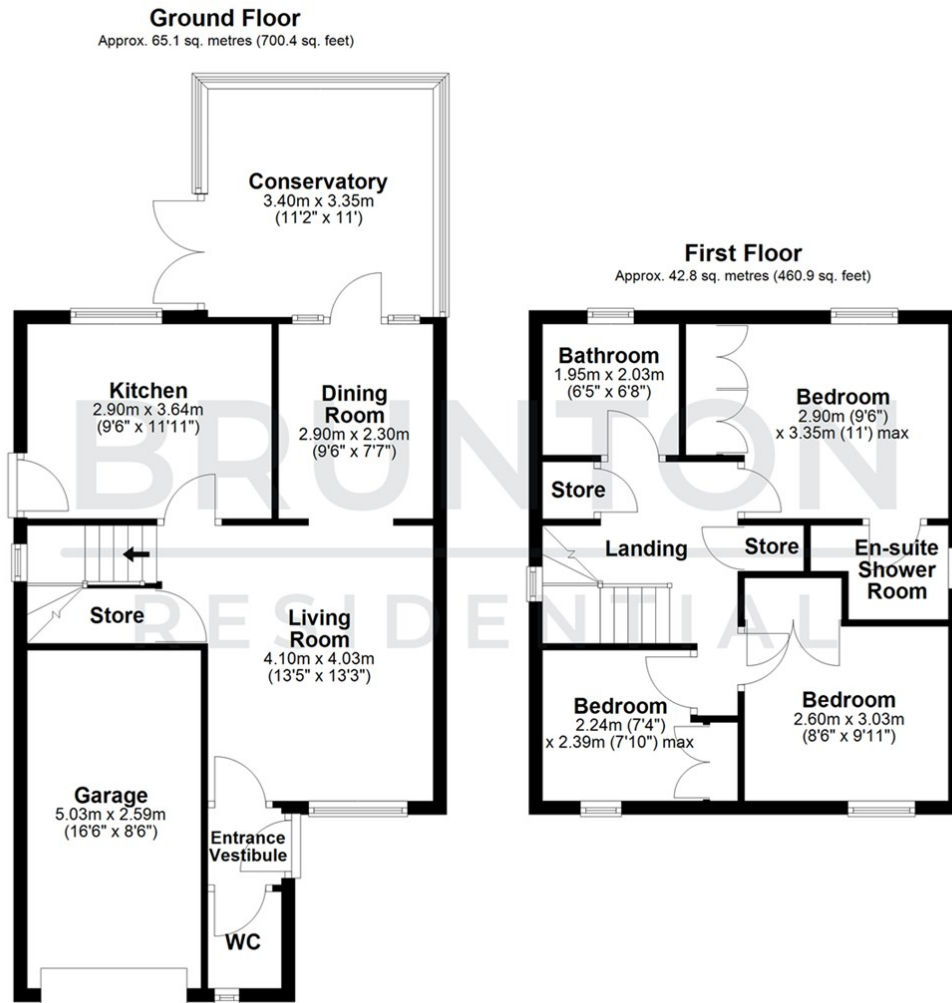 Ground Floor
Approx. 65.1 sq. metres (700.4 sq. feet)
Conservatory
3.40m x 3.35m
(11'2" x 11')
Kitchen
2.90m x 3.64m
(9'6" x 11'11")
Dining
Room
2.90m x 2.30m
(9'6" x 7'7")
Store
Living
Room
4.10m x 4.03m
(13'5" x 13'3")
Garage
5.03m x 2.59m
(16'6" x 8'6")
Entrance
Vestibule
WC
First Floor
Approx. 42.8 sq. metres (460.9 sq. feet)
Bathroom
1.95m x 2.03m
(6'5" x 6'8")
Bedroom
2.90m (9'6")
x 3.35m (11') max
Store
Landing
Store
En-suite
Shower
Room
Bedroom
2.24m (7'4")
x 2.39m (7'10") max
Bedroom
2.60m x 3.03m
(8'6" x 9'11")
BRUNTON
RESIDENTIAL